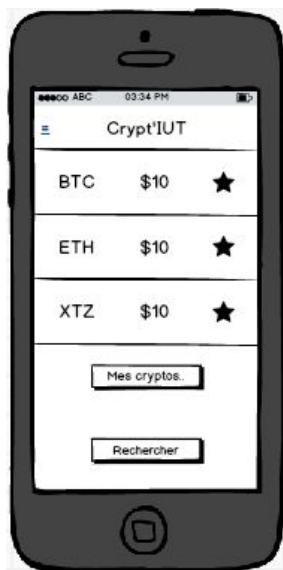 ABC 03:34 PM
Crypt'IUT
BTC $10 ★
ETH $10 ★
XTZ $10 ★
Mes cryptos..
Rechercher